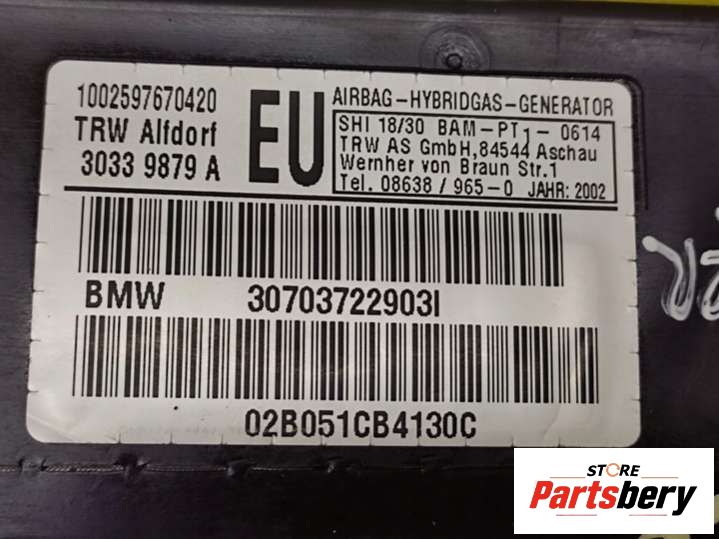 1002597670420
TRW Alfdorf
3033 9879 A
EU
AIRBAG-HYBRIDGAS-GENERATOR
SHI 18/30 BAM-PT1- 0614
TRW AS GmbH,84544 Aschau
Wernher von Braun Str.1
Tel. 08638 / 965-0 JAHR: 2002
BMW 30703722903I
02B051CB4130C
STORE
Partsbery